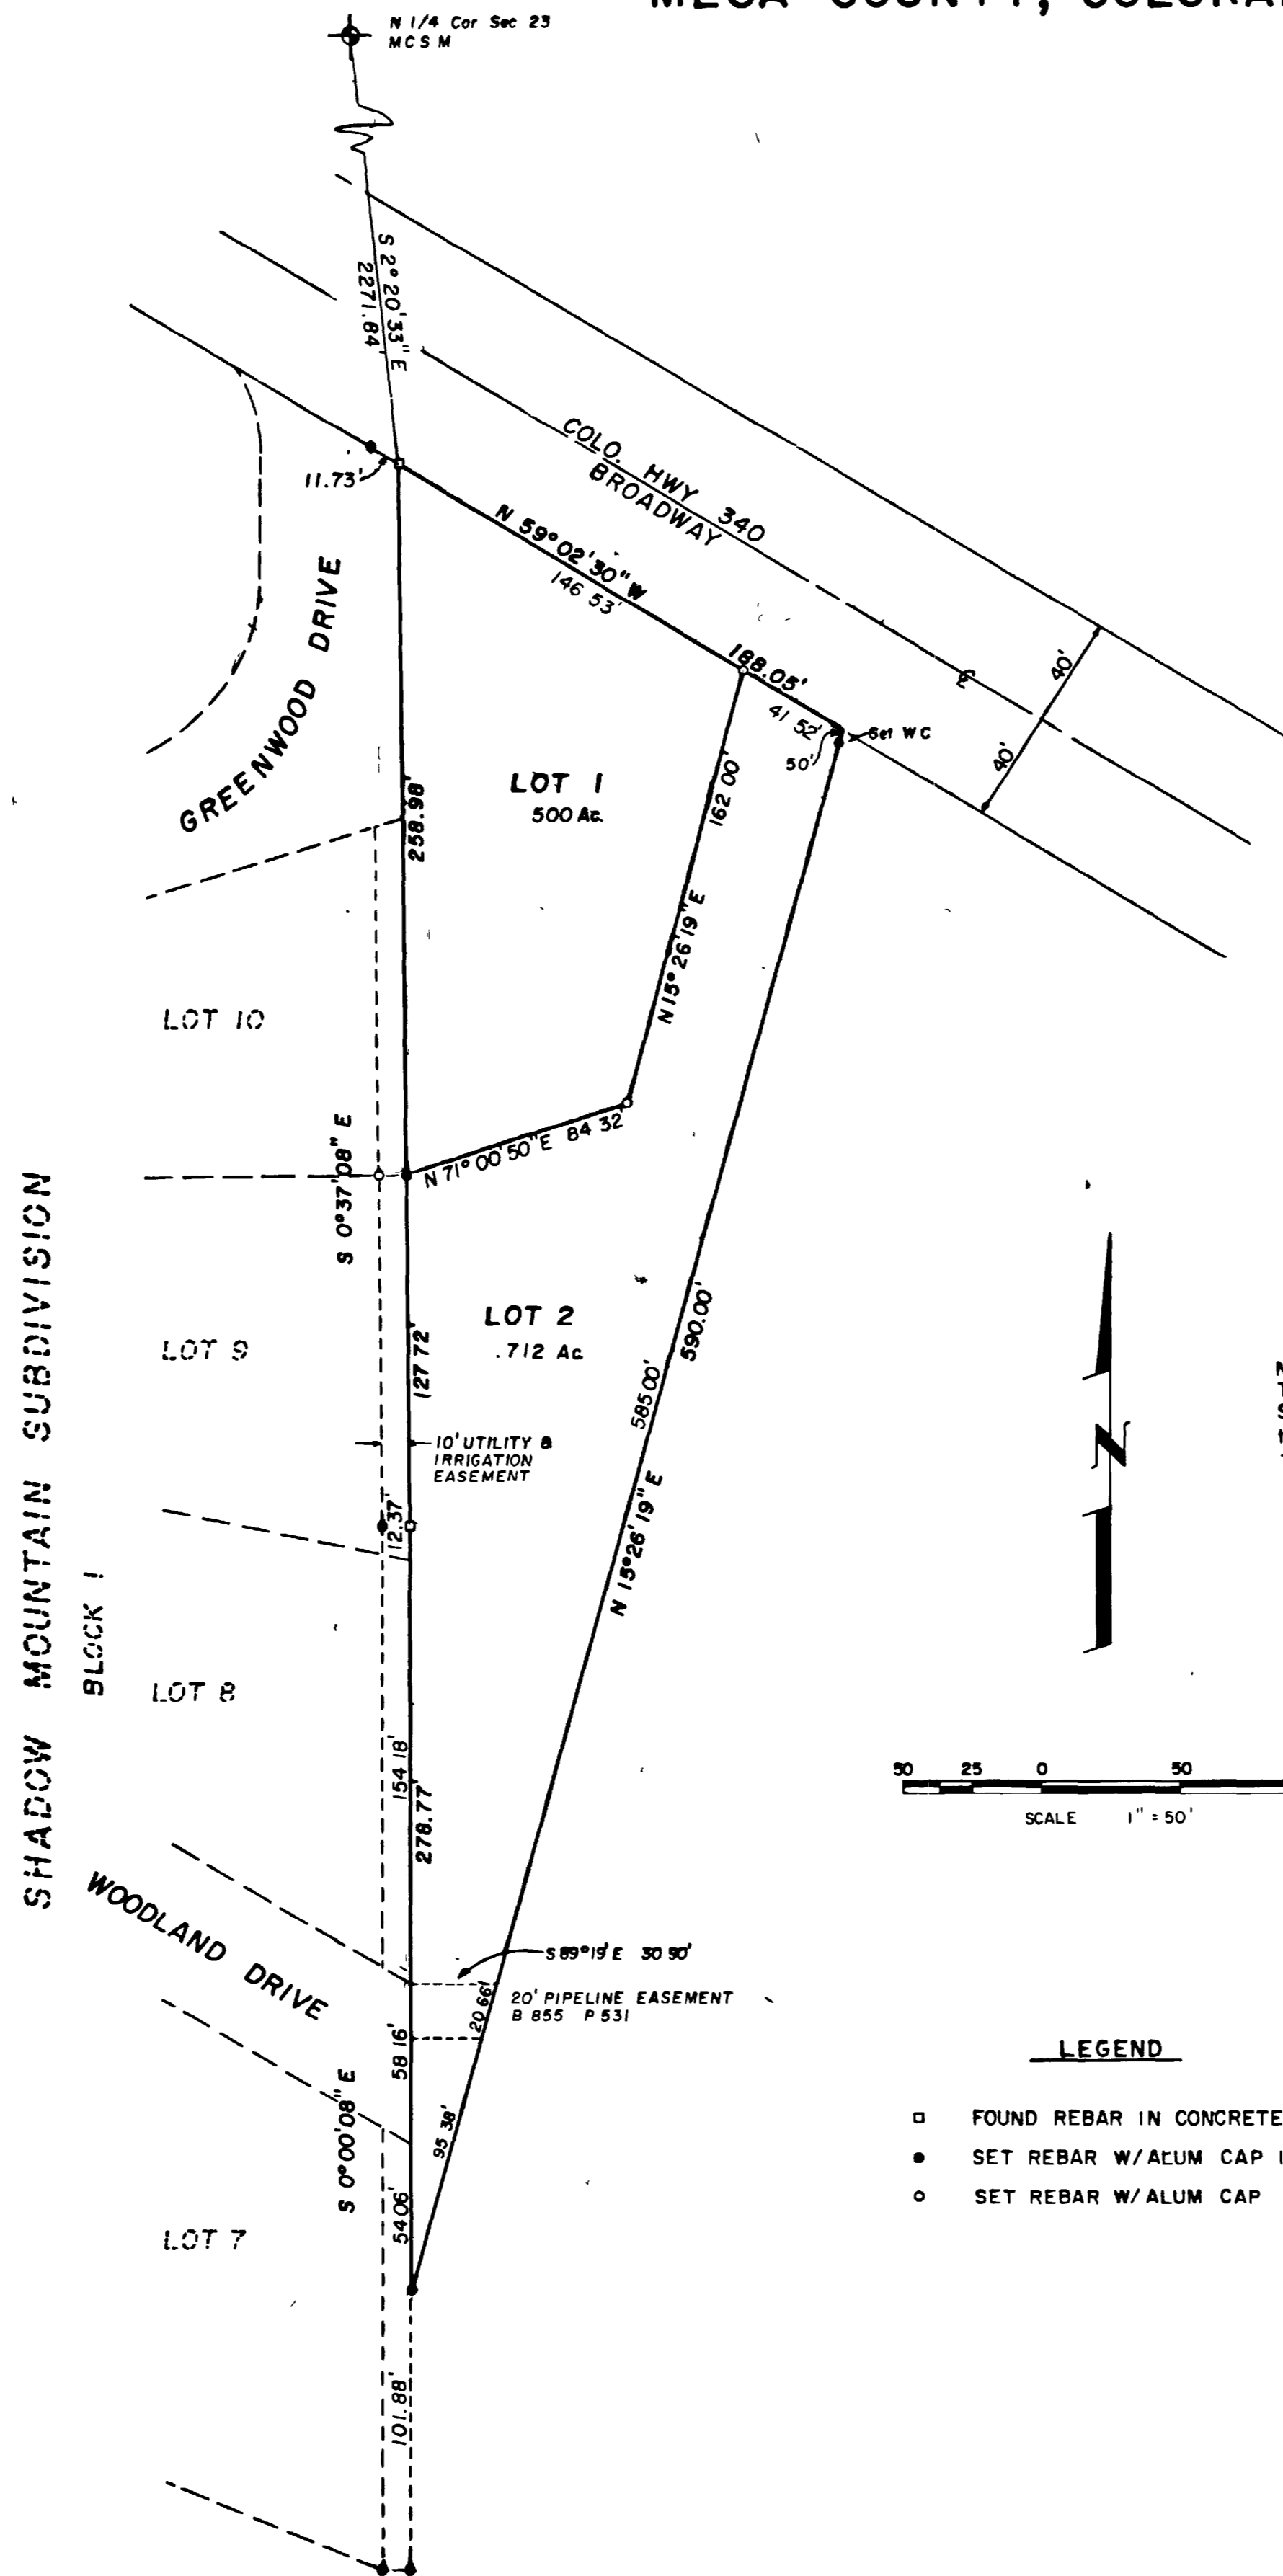 N 1/4 Cor Sec 23
MCSM
S 2° 20' 33" E
2271.84'
11.73'
COLO. HWY 340
BROADWAY
N 59° 02' 30" W
146 53'
188.05'
41 52'
Set WC
50'
40'
40'
GREENWOOD DRIVE
LOT 1
500 Ac.
258.98'
162 00'
N 15° 26' 19" E
LOT 10
N 71° 00' 50" E 84 32'
S 0° 37' 08" E
SHADOW MOUNTAIN SUBDIVISION
BLOCK 1
LOT 2
.712 Ac
LOT 9
127 72'
590.00'
585 00'
N 15° 26' 19" E
10' UTILITY &
IRRIGATION
EASEMENT
12.37'
N
LOT 8
154 18'
278.77'
50 25 0 50
SCALE 1" = 50'
WOODLAND DRIVE
S 89° 19' E 30 90'
20' PIPELINE EASEMENT
B 855 P 531
20 66'
58 16'
S 0° 00' 08" E
95 38'
54 06'
LOT 7
101.88'
LEGEND
FOUND REBAR IN CONCRETE
SET REBAR W/ ALUM CAP
SET REBAR W/ ALUM CAP